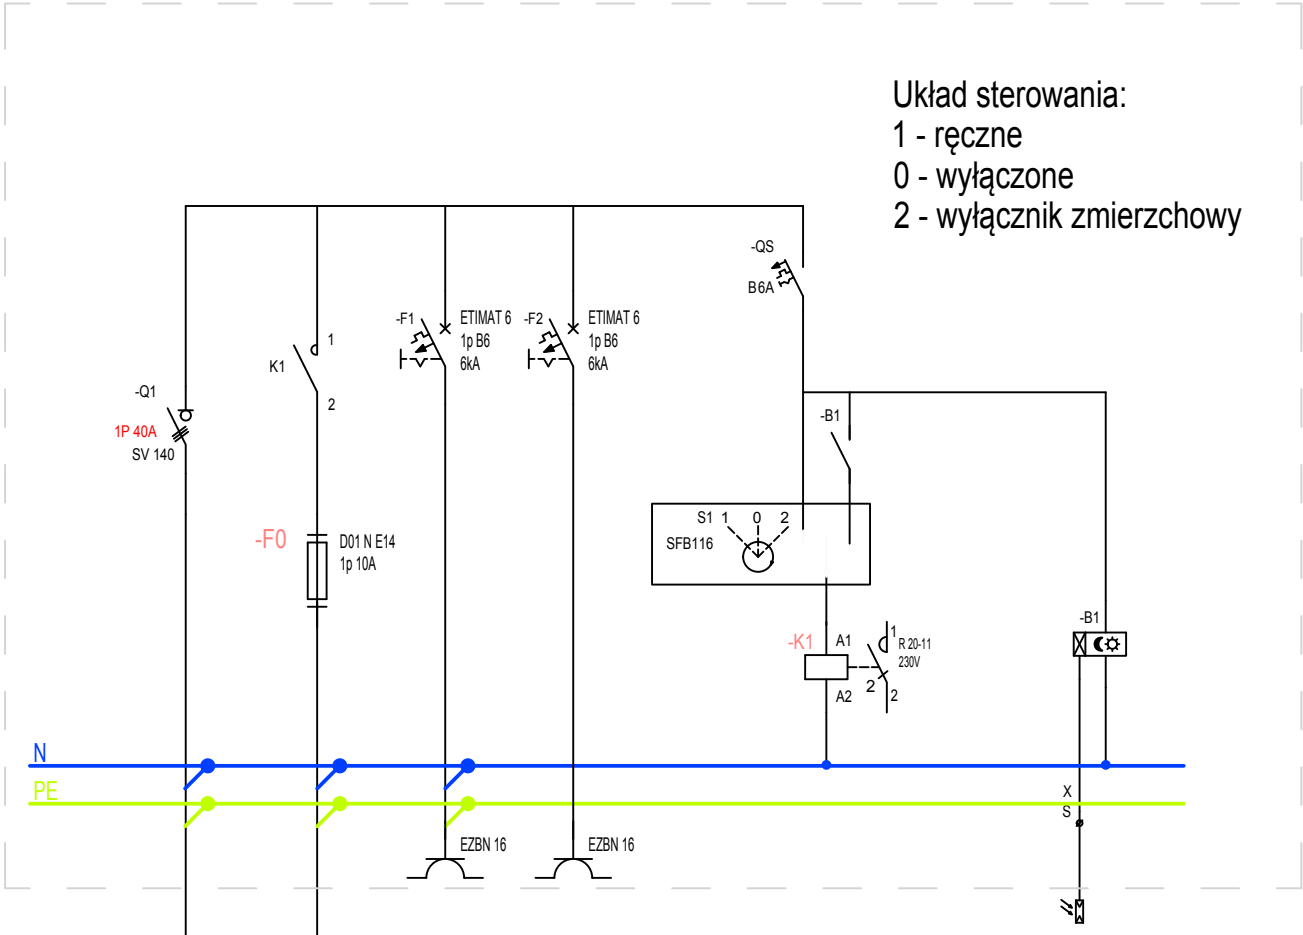 Układ sterowania:
1 - ręczne
0 - wyłączone
2 - wyłącznik zmierzchowy
-QS
B6A
-F1
ETIMAT 6
1p B6
6kA
-F2
ETIMAT 6
1p B6
6kA
1
K1
2
-Q1
1P 40A
SV 140
-B1
S1 1 0 2
SFB116
-F0
D01 N E14
1p 10A
-B1
-K1
A1
1
R 20-11
230V
2
A2
2
N
PE
X
S
EZBN 16
EZBN 16